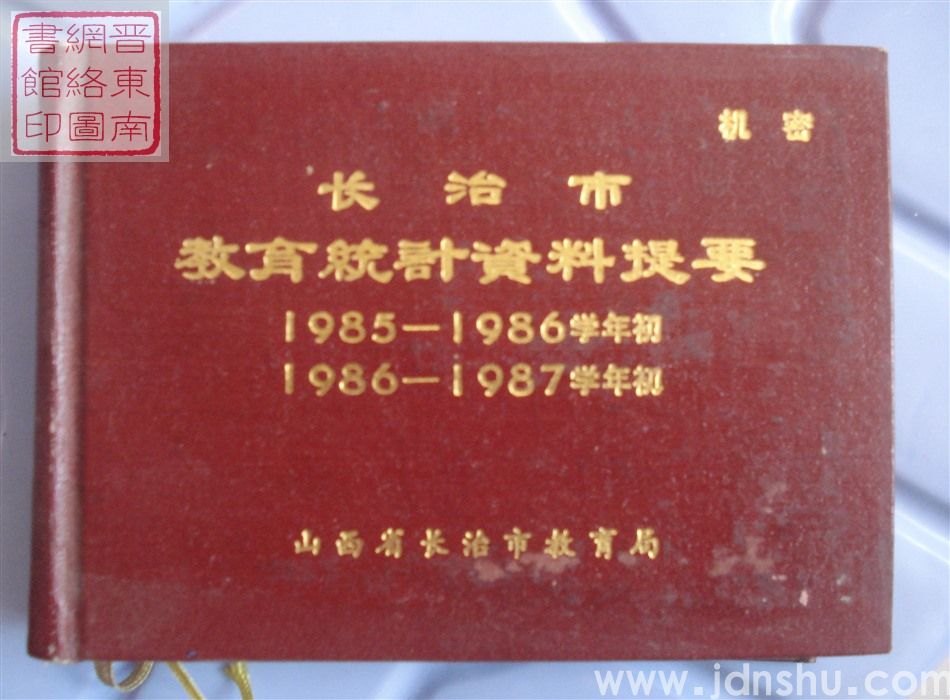 晋東南
網絡圖
書館印
机密
长治市
教育統計資料提要
1985—1986学年初
1986—1987学年初
山西省长治市教育局
www.jdnshu.com